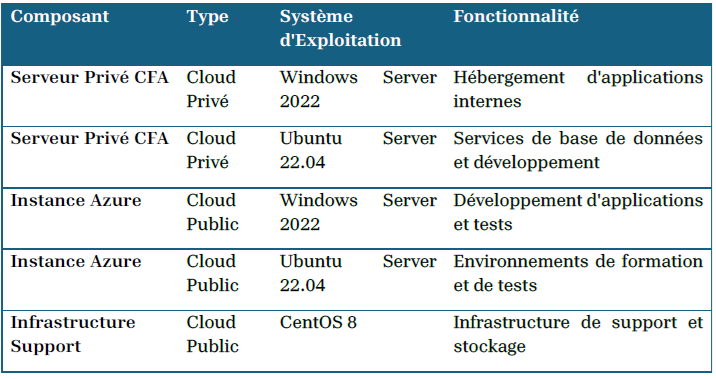 Composant Type Système d'Exploitation Fonctionnalité
Serveur Privé CFA Cloud Privé Windows Server 2022 Hébergement d'applications internes
Serveur Privé CFA Cloud Privé Ubuntu Server 22.04 Services de base de données et développement
Instance Azure Cloud Public Windows Server 2022 Développement d'applications et tests
Instance Azure Cloud Public Ubuntu Server 22.04 Environnements de formation et de tests
Infrastructure Support Cloud Public CentOS 8 Infrastructure de support et stockage